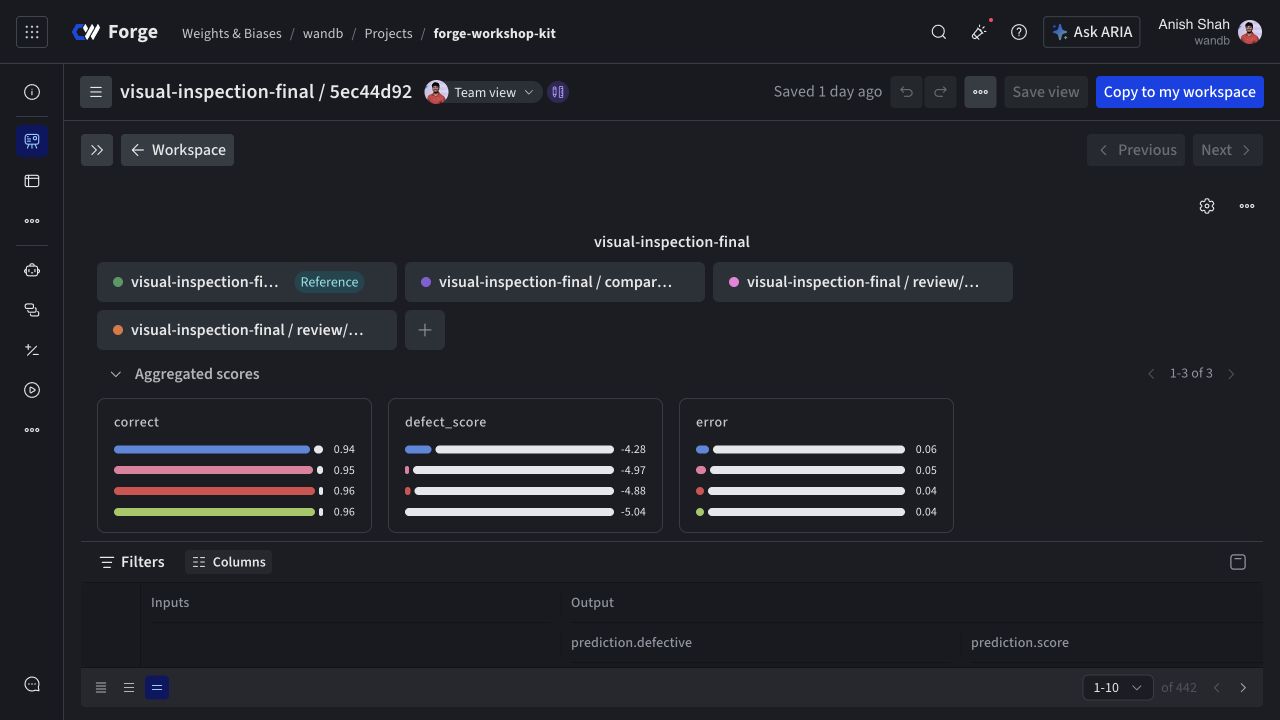 Forge
Weights & Biases / wandb / Projects / forge-workshop-kit
Ask ARIA
Anish Shah
wandb
visual-inspection-final / 5ec44d92
Team view
Saved 1 day ago
Save view
Copy to my workspace
Workspace
Previous
Next
visual-inspection-final
visual-inspection-fi...
Reference
visual-inspection-final / compar...
visual-inspection-final / review/...
visual-inspection-final / review/...
Aggregated scores
1-3 of 3
correct
0.94
0.95
0.96
0.96
defect_score
-4.28
-4.97
-4.88
-5.04
error
0.06
0.05
0.04
0.04
Filters
Columns
Inputs
Output
prediction.defective
prediction.score
1-10
of 442